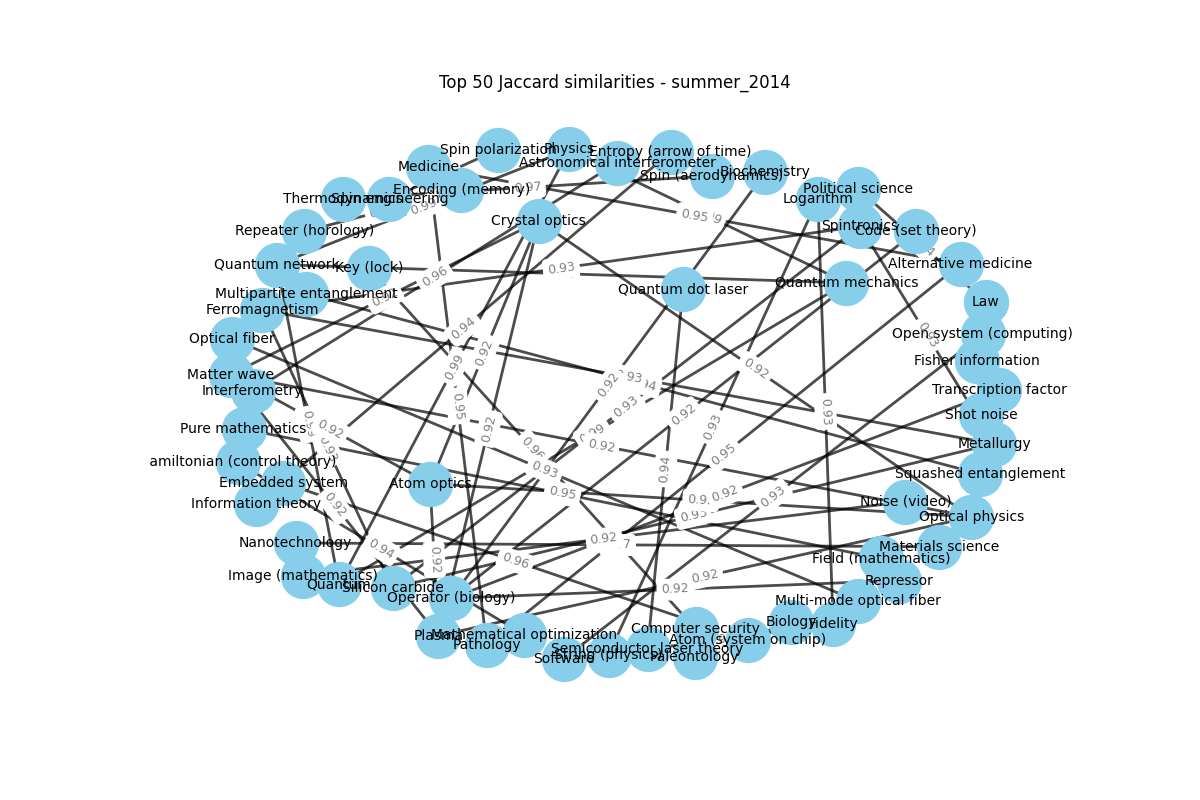 Top 50 Jaccard similarities - summer_2014
Spin polarization
Physics
Entropy (arrow of time)
Astronomical interferometer
Medicine
Biochemistry
Spin (aerodynamics)
Encoding (memory)
0.97
Political science
Thermodynamics
Spin engineering
Logarithm
0.99
0.95
Crystal optics
Spintronics
Code (set theory)
Repeater (horology)
Quantum network
Key (lock)
0.93
Alternative medicine
0.96
Quantum mechanics
Quantum dot laser
Multipartite entanglement
Law
Ferromagnetism
0.94
Optical fiber
0.93
Open system (computing)
0.92
Fisher information
0.99
0.92
Matter wave
0.92
Interferometry
Transcription factor
0.95
0.93
0.92
0.93
Shot noise
Pure mathematics
0.92
0.92
0.93
Metallurgy
0.92
0.96
0.95
amiltonian (control theory)
0.93
0.94
Squashed entanglement
Embedded system
Atom optics
0.95
0.92
0.93
Information theory
0.92
Noise (video)
Optical physics
0.95
Nanotechnology
0.94
0.92
Materials science
0.92
0.96
Field (mathematics)
Image (mathematics)
0.92
Quantum
Silicon carbide
Repressor
0.92
Operator (biology)
Multi-mode optical fiber
Biology
Fidelity
Plasma
Mathematical optimization
Computer security
Atom (system on chip)
Pathology
Semiconductor laser theory
String (physics)
Software
Paleontology